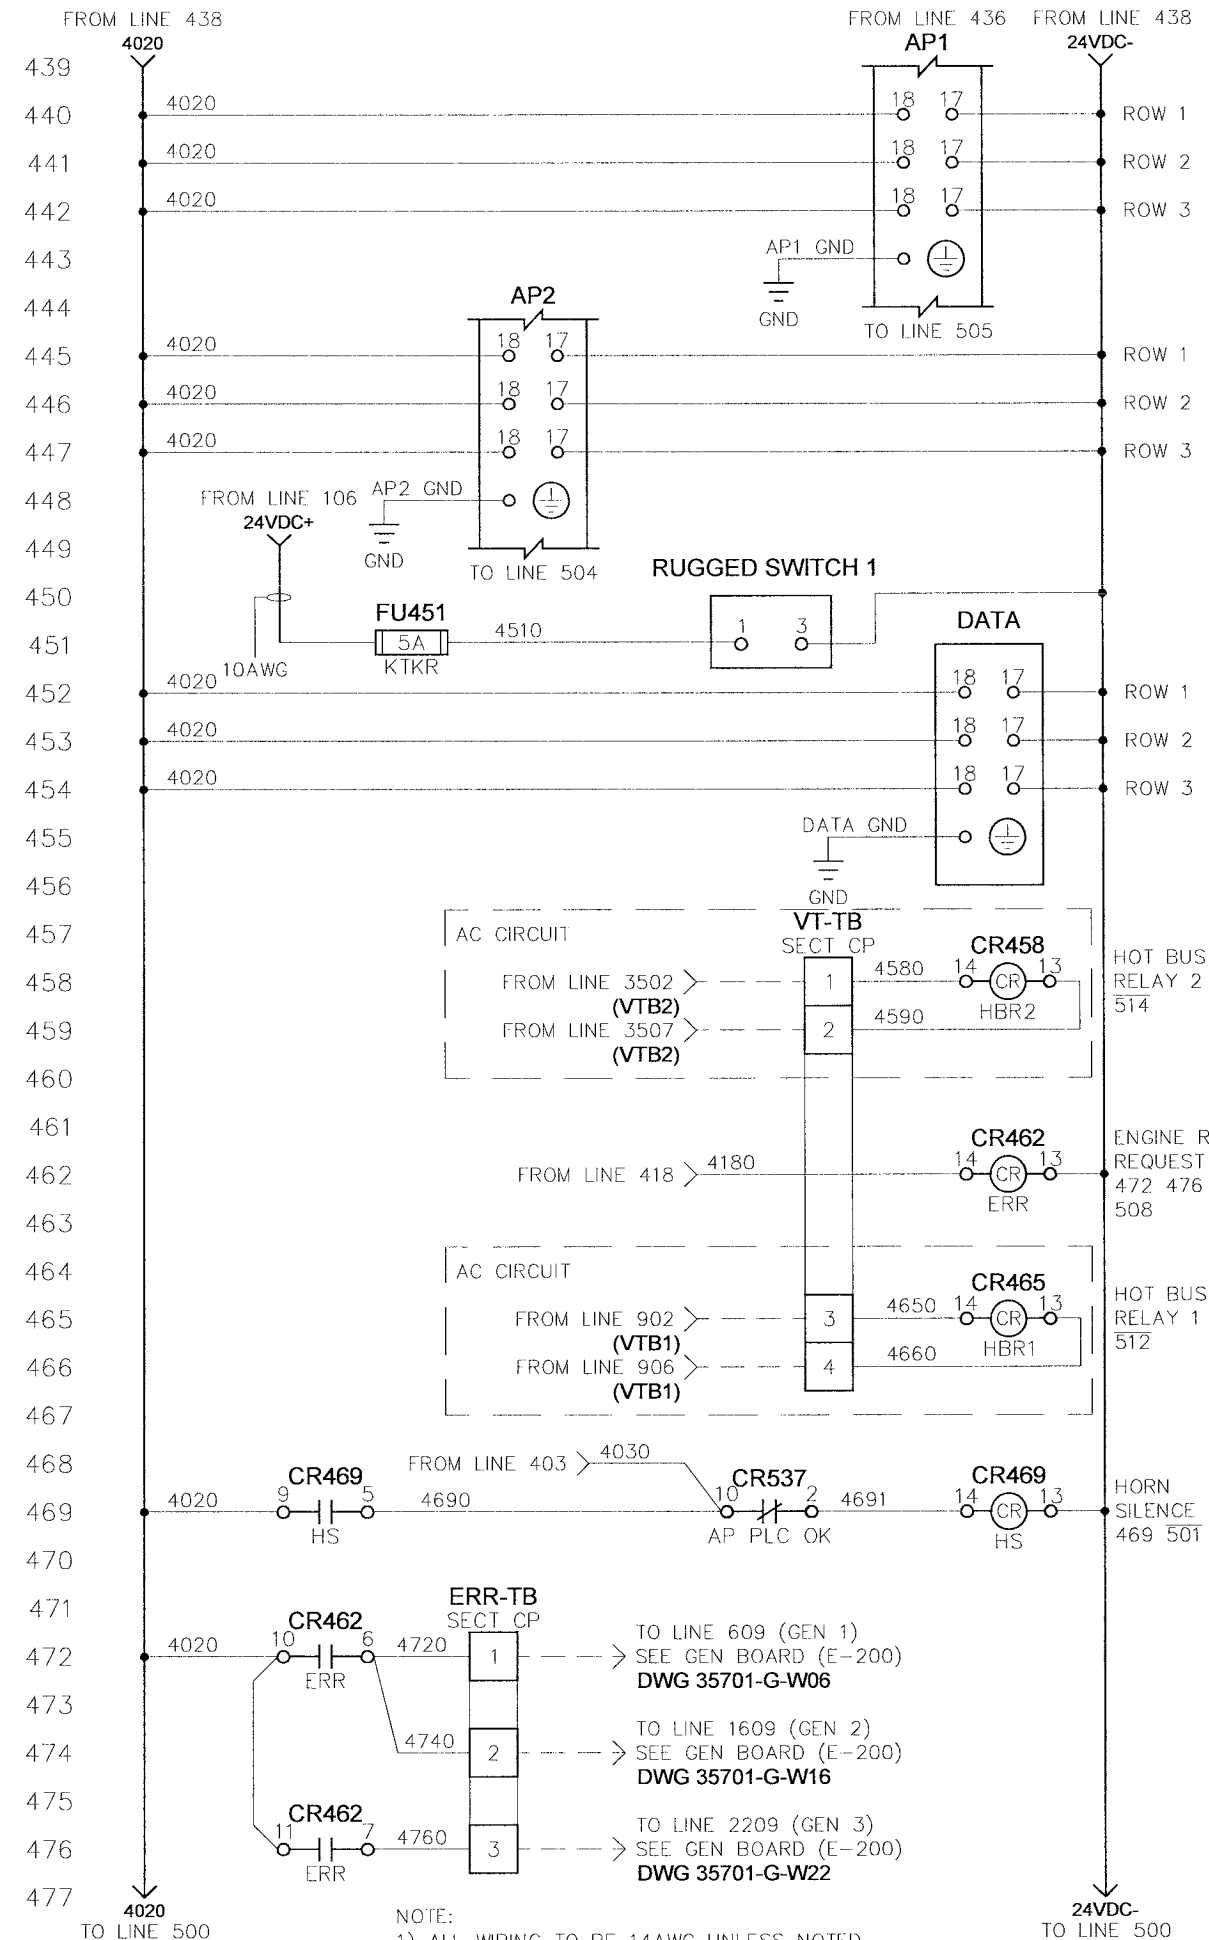 FROM LINE 438 FROM LINE 436 FROM LINE 438
4020 AP1 24VDC-
439
440 4020 18 17 ROW 1
441 4020 18 17 ROW 2
442 4020 18 17 ROW 3
443 AP1 GND
444 AP2 GND TO LINE 505
445 4020 18 17 ROW 1
446 4020 18 17 ROW 2
447 4020 18 17 ROW 3
448 FROM LINE 106 AP2 GND
24VDC+
449 GND TO LINE 504
RUGGED SWITCH 1
450 FU451 DATA
451 5A 4510 1 3
10AWG KTKR
452 4020 18 17 ROW 1
453 4020 18 17 ROW 2
454 4020 18 17 ROW 3
455 DATA GND
456 GND
457 AC CIRCUIT VT-TB
SECT CP CR458 HOT BUS
458 FROM LINE 3502 1 4580 14 CR 13 RELAY 2
(VTB2) HBR2 514
459 FROM LINE 3507 2 4590
(VTB2)
460
461 CR462 ENGINE R
462 FROM LINE 418 4180 14 CR 13 REQUEST
ERR 472 476
463 508
464 AC CIRCUIT CR465 HOT BUS
465 FROM LINE 902 3 4650 14 CR 13 RELAY 1
(VTB1) HBR1 512
466 FROM LINE 906 4 4660
(VTB1)
467
468 FROM LINE 403 4030
CR469 CR537 CR469 HORN
469 4020 9 5 4690 10 2 4691 14 CR 13 SILENCE
HS AP PLC OK HS 469 501
470
471 ERR-TB
CR462 SECT CP TO LINE 609 (GEN 1)
472 4020 10 6 4720 1 SEE GEN BOARD (E-200)
ERR DWG 35701-G-W06
473
TO LINE 1609 (GEN 2)
474 4740 2 SEE GEN BOARD (E-200)
DWG 35701-G-W16
475
CR462 TO LINE 2209 (GEN 3)
476 11 7 4760 3 SEE GEN BOARD (E-200)
ERR DWG 35701-G-W22
477
4020 24VDC-
TO LINE 500 NOTE: TO LINE 500
1) ALL WIRING TO BE 14AWG UNLESS NOTED